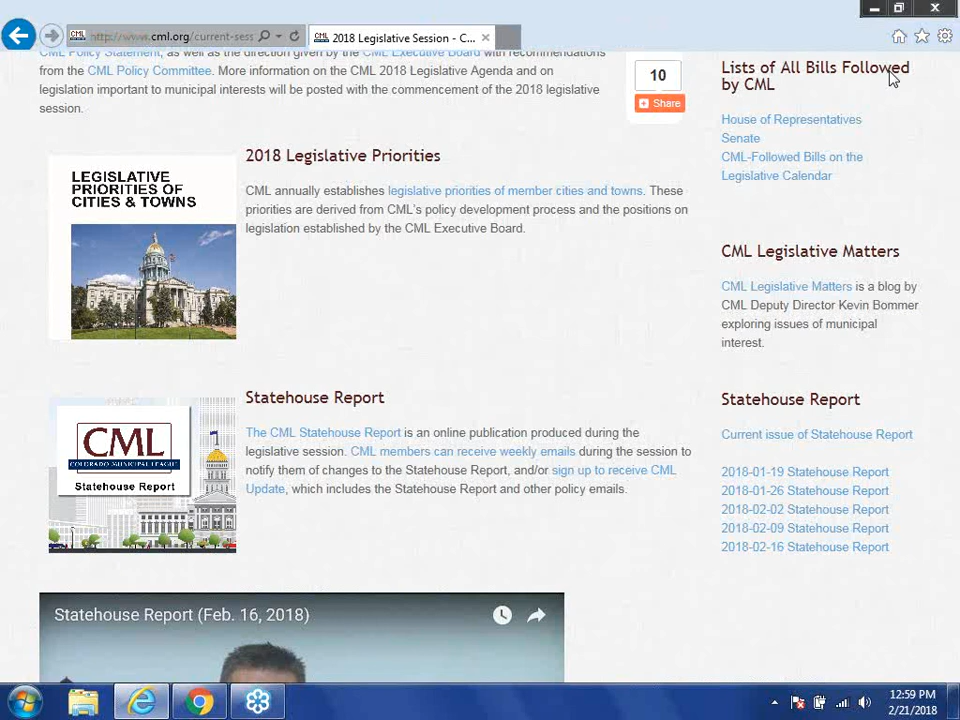 http://www.cml.org/current-sess
2018 Legislative Session - C...
CML Policy Statement, as well as the direction given by the CML Executive Board with recommendations
from the CML Policy Committee. More information on the CML 2018 Legislative Agenda and on
legislation important to municipal interests will be posted with the commencement of the 2018 legislative
session.
10
Share
2018 Legislative Priorities
LEGISLATIVE
PRIORITIES OF
CITIES & TOWNS
CML annually establishes legislative priorities of member cities and towns. These
priorities are derived from CML's policy development process and the positions on
legislation established by the CML Executive Board.
Statehouse Report
CML
COLORADO MUNICIPAL LEAGUE
Statehouse Report
The CML Statehouse Report is an online publication produced during the
legislative session. CML members can receive weekly emails during the session to
notify them of changes to the Statehouse Report, and/or sign up to receive CML
Update, which includes the Statehouse Report and other policy emails.
Statehouse Report (Feb. 16, 2018)
Lists of All Bills Followed
by CML
House of Representatives
Senate
CML-Followed Bills on the
Legislative Calendar
CML Legislative Matters
CML Legislative Matters is a blog by
CML Deputy Director Kevin Bommer
exploring issues of municipal
interest.
Statehouse Report
Current issue of Statehouse Report
2018-01-19 Statehouse Report
2018-01-26 Statehouse Report
2018-02-02 Statehouse Report
2018-02-09 Statehouse Report
2018-02-16 Statehouse Report
12:59 PM
2/21/2018